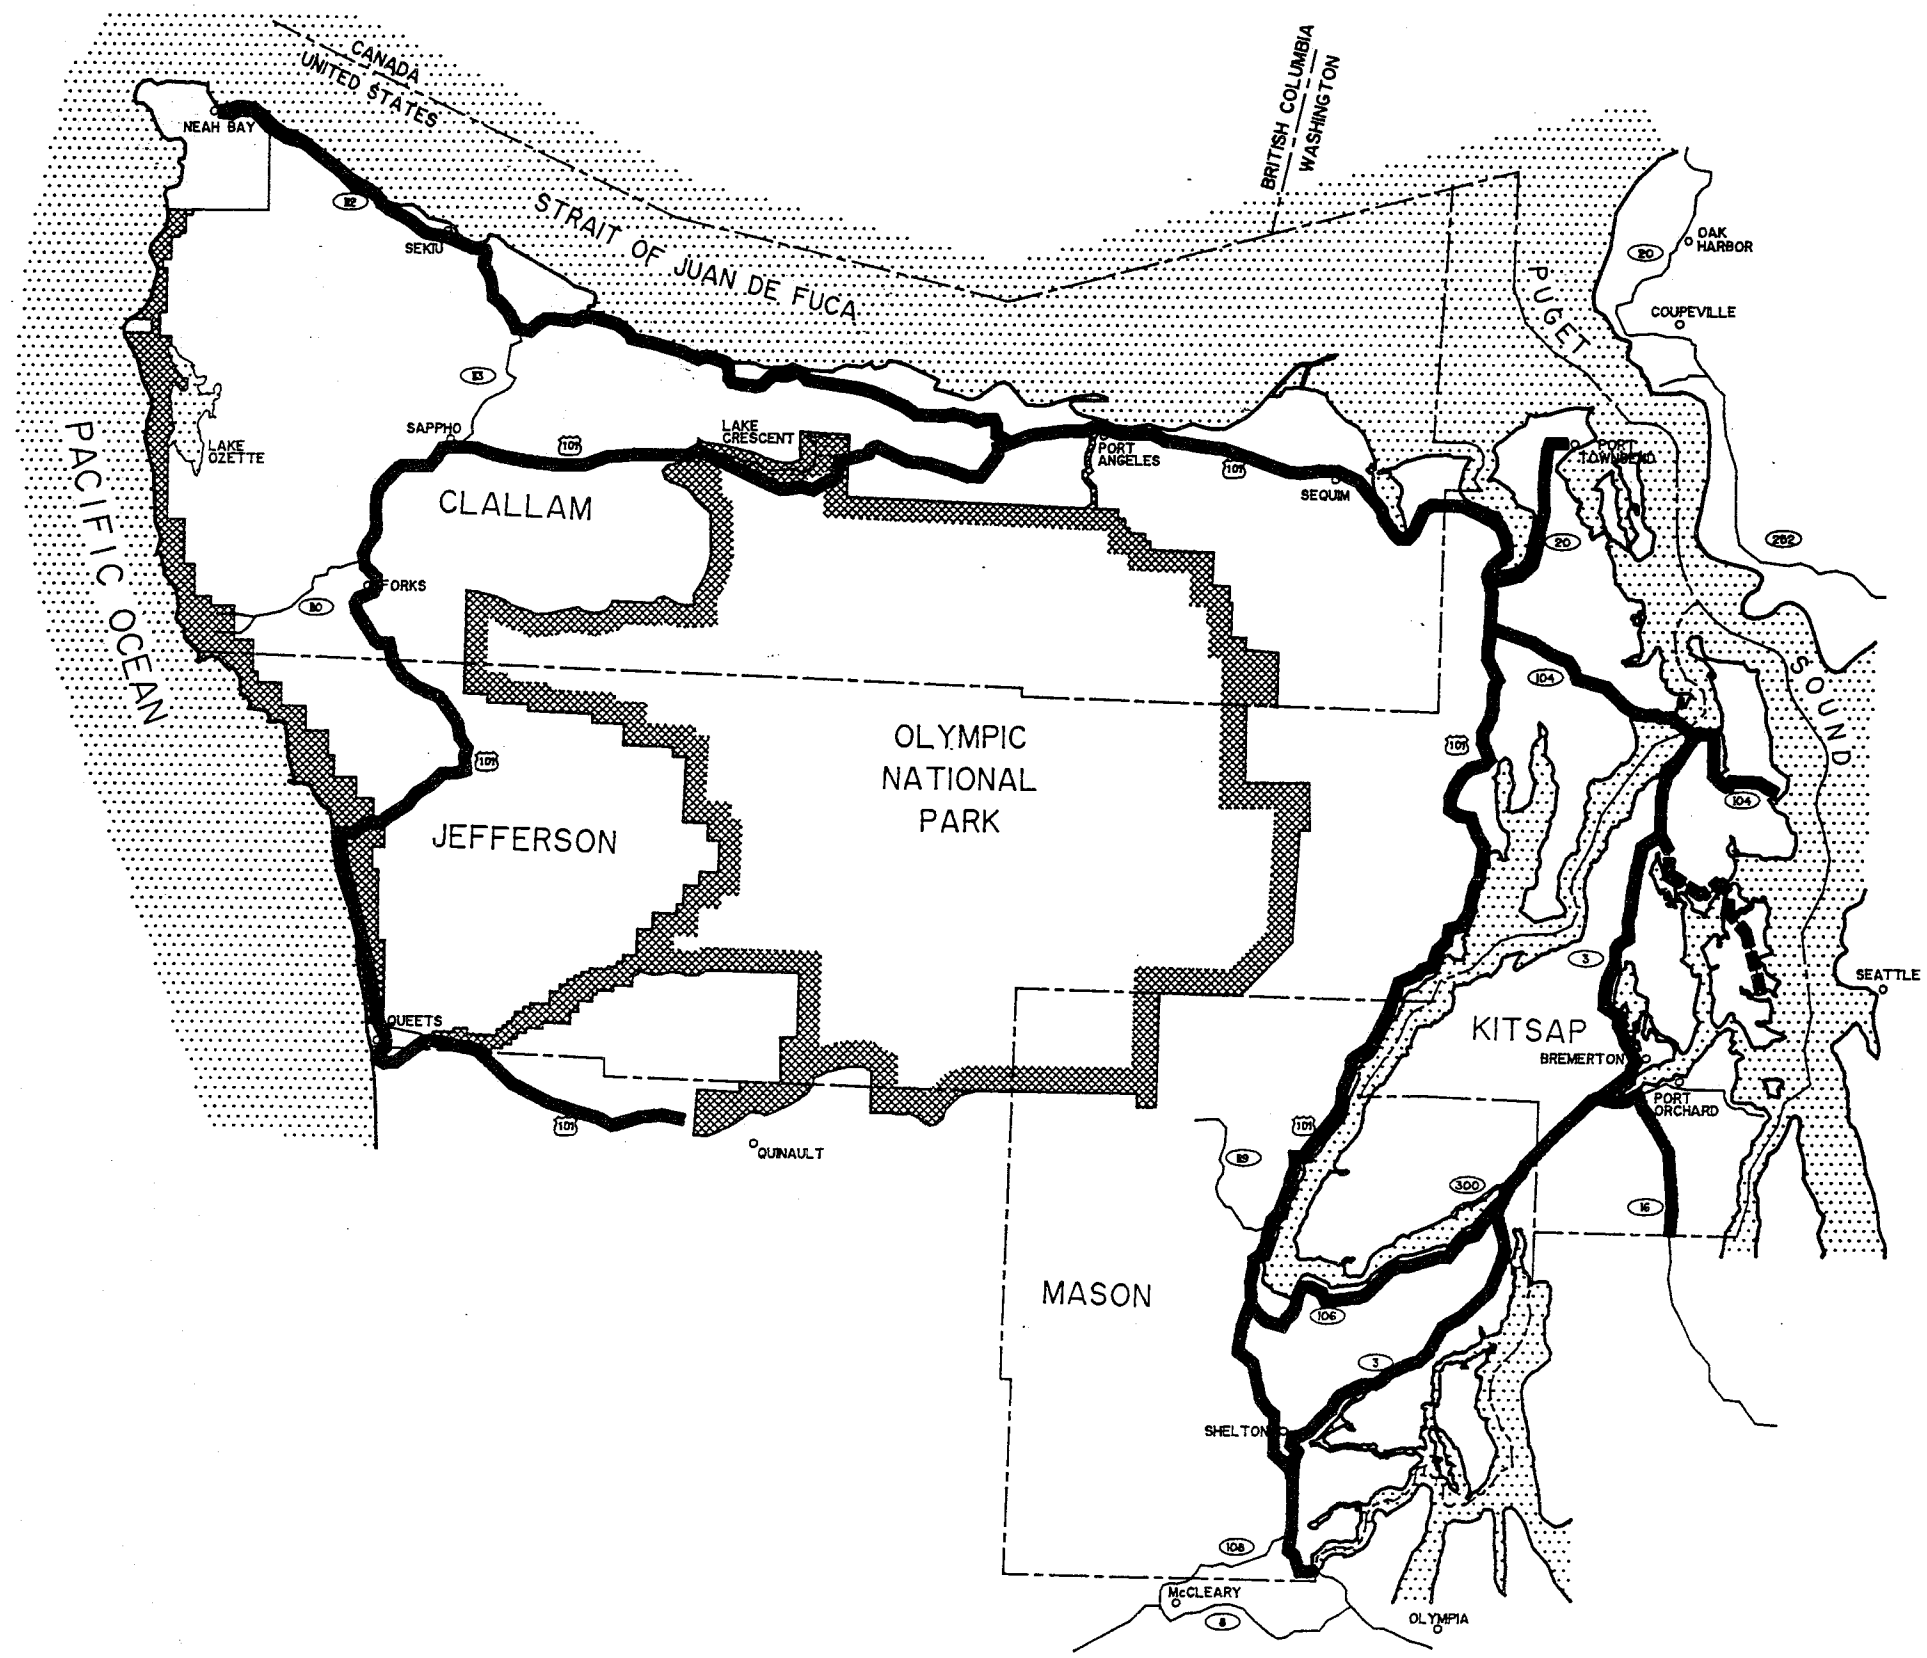 CANADA
UNITED STATES
BRITISH COLUMBIA
WASHINGTON
NEAH BAY
112
SEKIU
STRAIT OF JUAN DE FUCA
PUGET
SOUND
20
OAK
HARBOR
COUPEVILLE
113
SAPPHO
101
LAKE
CRESCENT
PORT
ANGELES
101
SEQUIM
PORT
TOWNSEND
20
LAKE
OZETTE
PACIFIC OCEAN
CLALLAM
110
FORKS
101
JEFFERSON
OLYMPIC
NATIONAL
PARK
104
101
104
3
SEATTLE
QUEETS
101
QUINAULT
KITSAP
BREMERTON
PORT
ORCHARD
101
119
300
16
MASON
106
3
SHELTON
108
McCLEARY
8
OLYMPIA